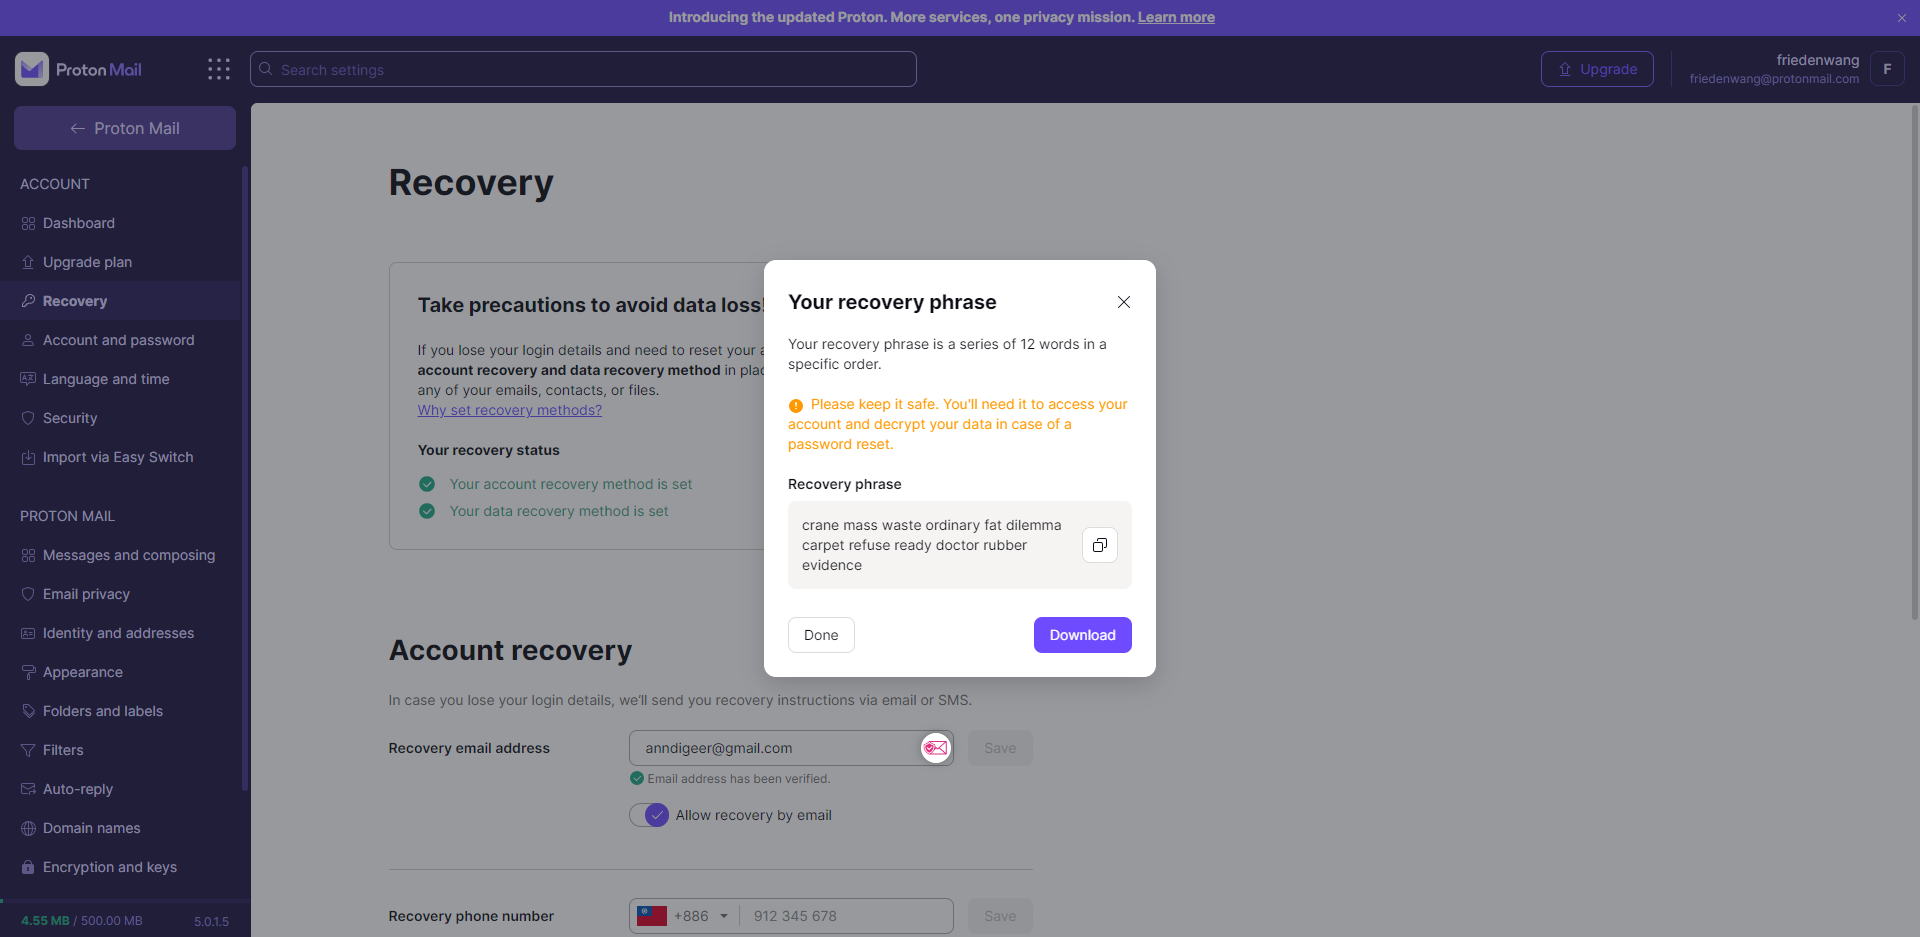 Introducing the updated Proton. More services, one privacy mission. Learn more
Proton Mail
Search settings
Upgrade
friedenwang
friedenwang@protonmail.com
F
Proton Mail
ACCOUNT
Dashboard
Upgrade plan
Recovery
Account and password
Language and time
Security
Import via Easy Switch
PROTON MAIL
Messages and composing
Email privacy
Identity and addresses
Appearance
Folders and labels
Filters
Auto-reply
Domain names
Encryption and keys
4.55 MB / 500.00 MB
5.0.1.5
Recovery
Take precautions to avoid data loss!
If you lose your login details and need to reset your
account recovery and data recovery method in
any of your emails, contacts, or files.
Why set recovery methods?
Your recovery status
Your account recovery method is set
Your data recovery method is set
Your recovery phrase
Your recovery phrase is a series of 12 words in a
specific order.
Please keep it safe. You'll need it to access your
account and decrypt your data in case of a
password reset.
Recovery phrase
crane mass waste ordinary fat dilemma
carpet refuse ready doctor rubber
evidence
Done
Download
Account recovery
In case you lose your login details, we'll send you recovery instructions via email or SMS.
Recovery email address
anndigeer@gmail.com
Save
Email address has been verified.
Allow recovery by email
Recovery phone number
+886
912 345 678
Save